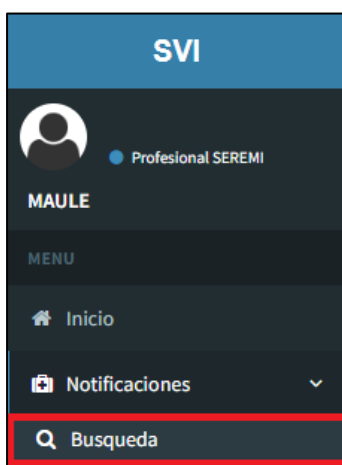 SVI
Profesional SEREMI
MAULE
MENU
Inicio
Notificaciones
Busqueda